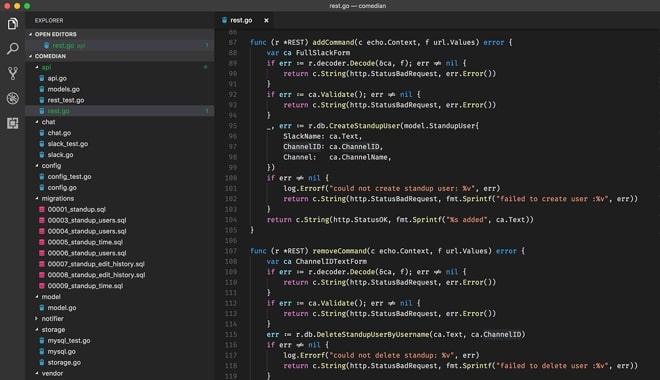 rest.go — comedian
EXPLORER
OPEN EDITORS
rest.go api 1
COMEDIAN
api
api.go
models.go
rest_test.go
rest.go 1
chat
chat.go
slack_test.go
slack.go
config
config_test.go
config.go
migrations
00001_standup.sql
00003_standup_users.sql
00004_standup_users.sql
00005_standup_time.sql
00006_standup_users.sql
00007_standup_edit_history.sql
00008_standup_edit_history.sql
00009_standup_time.sql
model
model.go
notifier
storage
mysql_test.go
mysql.go
storage.go
vendor
rest.go ×
86
87 func (r *REST) addCommand(c echo.Context, f url.Values) error {
88 var ca FullSlackForm
89 if err := r.decoder.Decode(&ca, f); err ≠ nil {
90 return c.String(http.StatusBadRequest, err.Error())
91 }
92 if err := ca.Validate(); err ≠ nil {
93 return c.String(http.StatusBadRequest, err.Error())
94 }
95 _, err := r.db.CreateStandupUser(model.StandupUser{
96 SlackName: ca.Text,
97 ChannelID: ca.ChannelID,
98 Channel: ca.ChannelName,
99 })
100 if err ≠ nil {
101 log.Errorf("could not create standup user: %v", err)
102 return c.String(http.StatusBadRequest, fmt.Sprintf("failed to create user :%v", err))
103 }
104 return c.String(http.StatusOK, fmt.Sprintf("%s added", ca.Text))
105 }
106
107 func (r *REST) removeCommand(c echo.Context, f url.Values) error {
108 var ca ChannelIDTextForm
109 if err := r.decoder.Decode(&ca, f); err ≠ nil {
110 return c.String(http.StatusBadRequest, err.Error())
111 }
112 if err := ca.Validate(); err ≠ nil {
113 return c.String(http.StatusBadRequest, err.Error())
114 }
115 err := r.db.DeleteStandupUserByUsername(ca.Text, ca.ChannelID)
116 if err ≠ nil {
117 log.Errorf("could not delete standup: %v", err)
118 return c.String(http.StatusBadRequest, fmt.Sprintf("failed to delete user :%v", err))
119 }